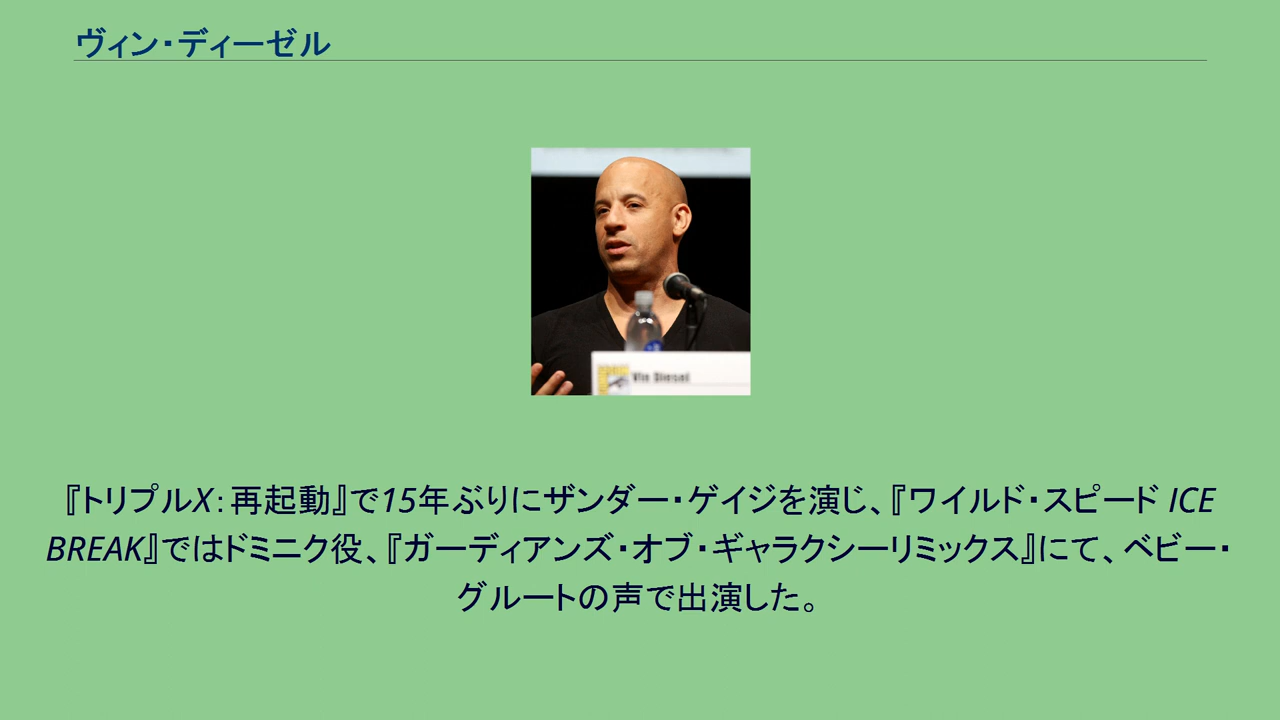 ヴィン・ディーゼル
Vin Diesel
『トリプルX：再起動』で15年ぶりにザンダー・ゲイジを演じ、『ワイルド・スピード ICE
BREAK』ではドミニク役、『ガーディアンズ・オブ・ギャラクシーリミックス』にて、ベビー・
グルートの声で出演した。